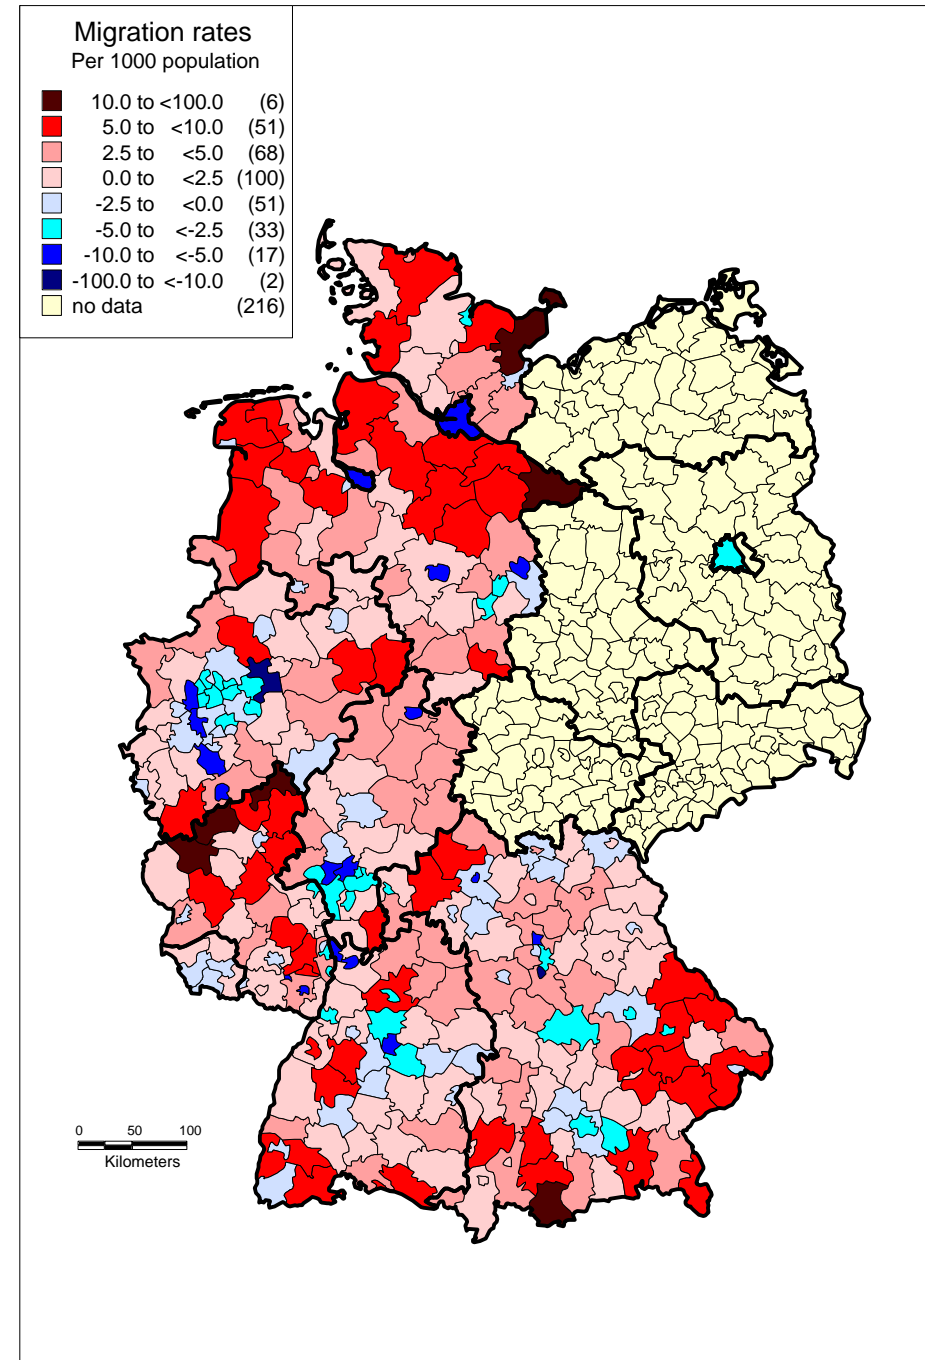 Migration rates
Per 1000 population
10.0 to <100.0 (6)
5.0 to <10.0 (51)
2.5 to <5.0 (68)
0.0 to <2.5 (100)
-2.5 to <0.0 (51)
-5.0 to <-2.5 (33)
-10.0 to <-5.0 (17)
-100.0 to <-10.0 (2)
no data (216)
0 50 100
Kilometers